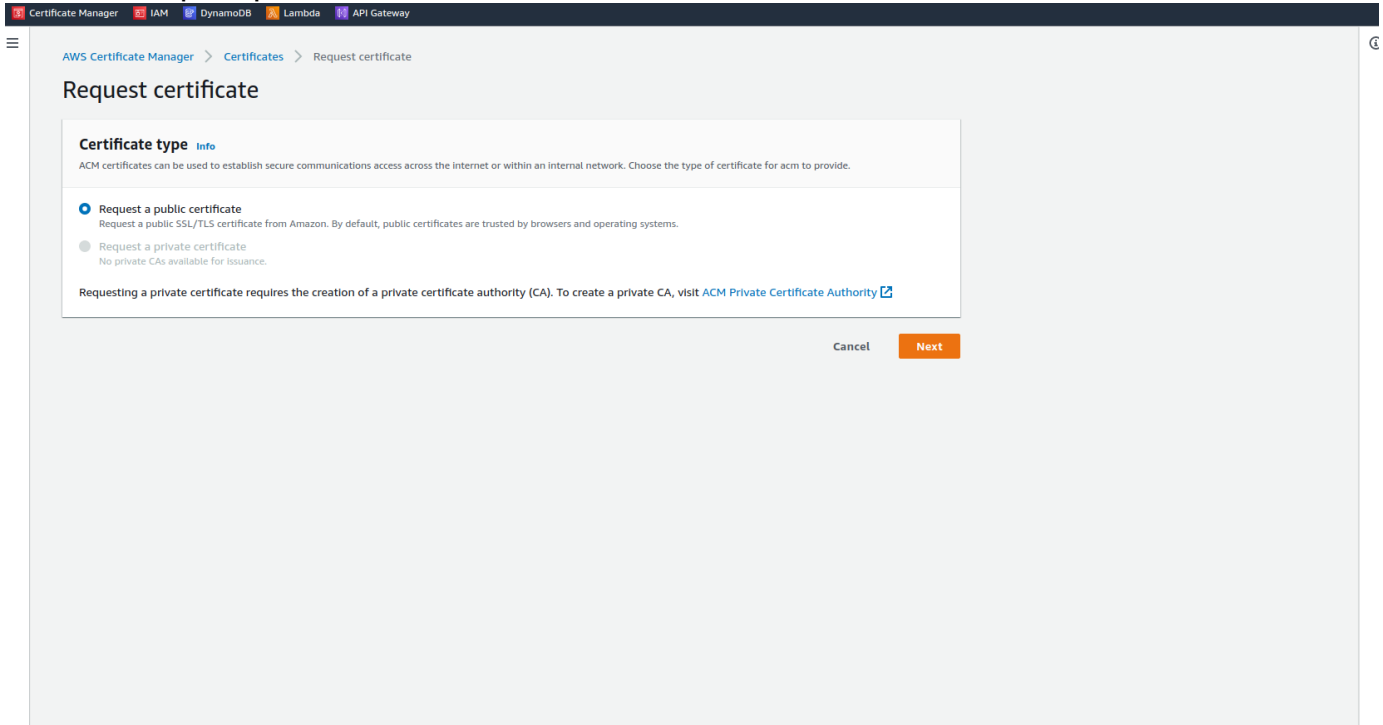 Certificate Manager IAM DynamoDB Lambda API Gateway
AWS Certificate Manager > Certificates > Request certificate
Request certificate
Certificate type Info
ACM certificates can be used to establish secure communications access across the internet or within an internal network. Choose the type of certificate for acm to provide.
Request a public certificate
Request a public SSL/TLS certificate from Amazon. By default, public certificates are trusted by browsers and operating systems.
Request a private certificate
No private CAs available for issuance.
Requesting a private certificate requires the creation of a private certificate authority (CA). To create a private CA, visit ACM Private Certificate Authority
Cancel Next